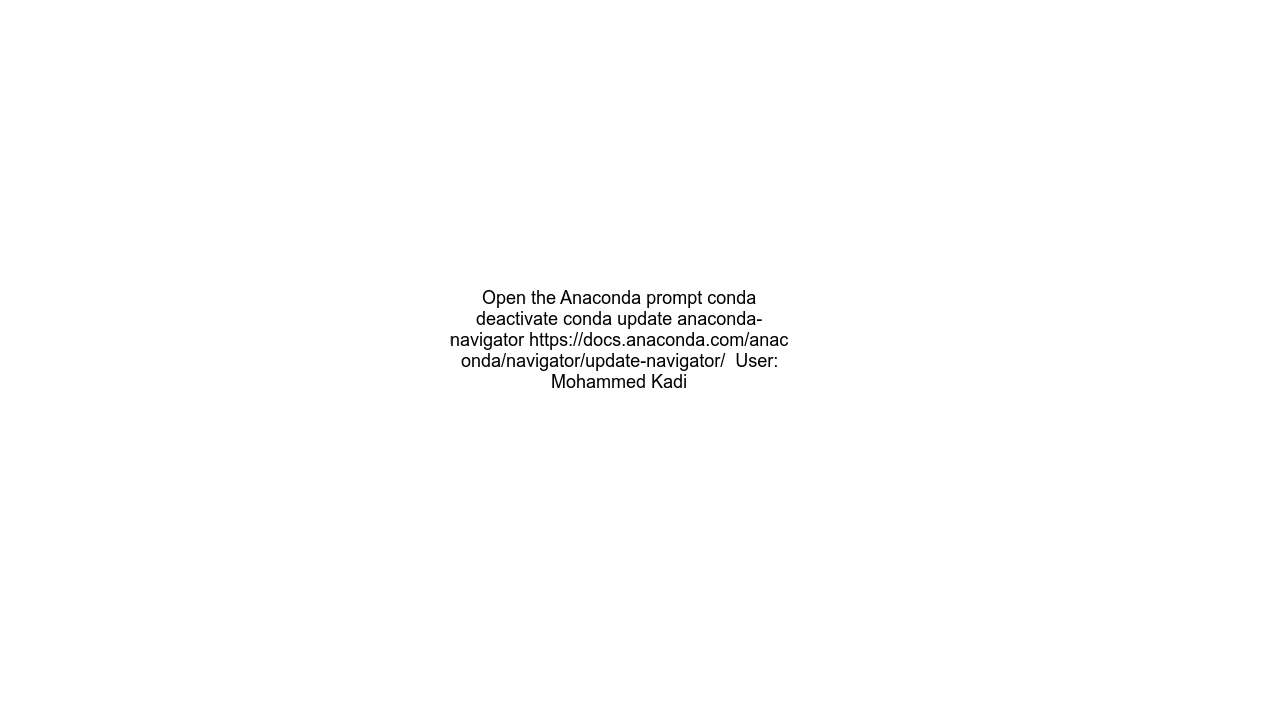 Open the Anaconda prompt conda
deactivate conda update anaconda-
navigator https://docs.anaconda.com/anac
onda/navigator/update-navigator/  User:
Mohammed Kadi